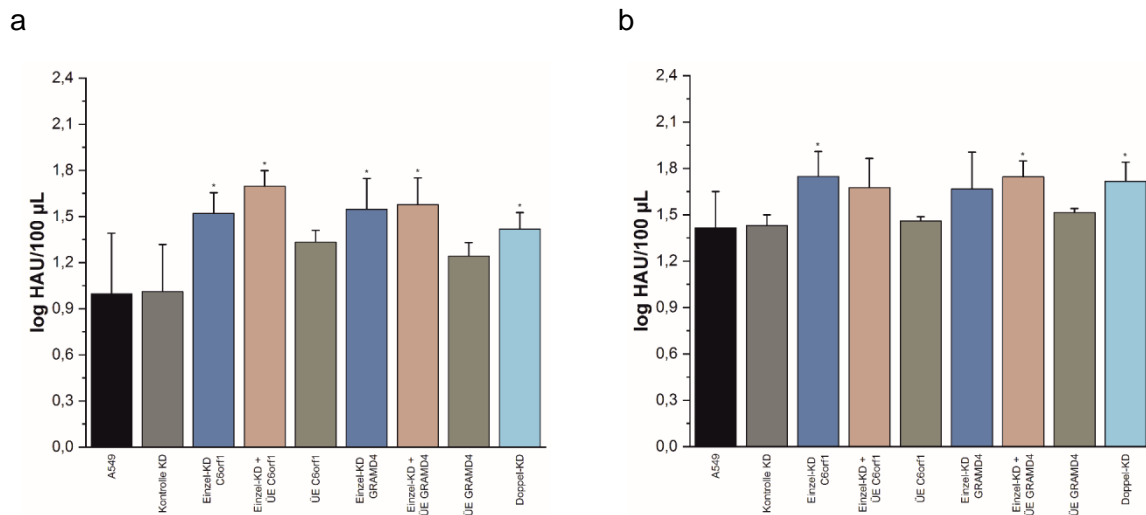 a
log HAU/100 µL
2,4
2,1
1,8
1,5
1,2
0,9
0,6
0,3
0,0
*
*
*
*
*
A549
Kontrolle KD
Einzel-KD
C6orf1
Einzel-KD +
ÜE C6orf1
ÜE C6orf1
Einzel-KD
GRAMD4
Einzel-KD +
ÜE GRAMD4
ÜE GRAMD4
Doppel-KD
b
log HAU/100 µL
2,4
2,1
1,8
1,5
1,2
0,9
0,6
0,3
0,0
*
*
*
A549
Kontrolle KD
Einzel-KD
C6orf1
Einzel-KD +
ÜE C6orf1
ÜE C6orf1
Einzel-KD
GRAMD4
Einzel-KD +
ÜE GRAMD4
ÜE GRAMD4
Doppel-KD